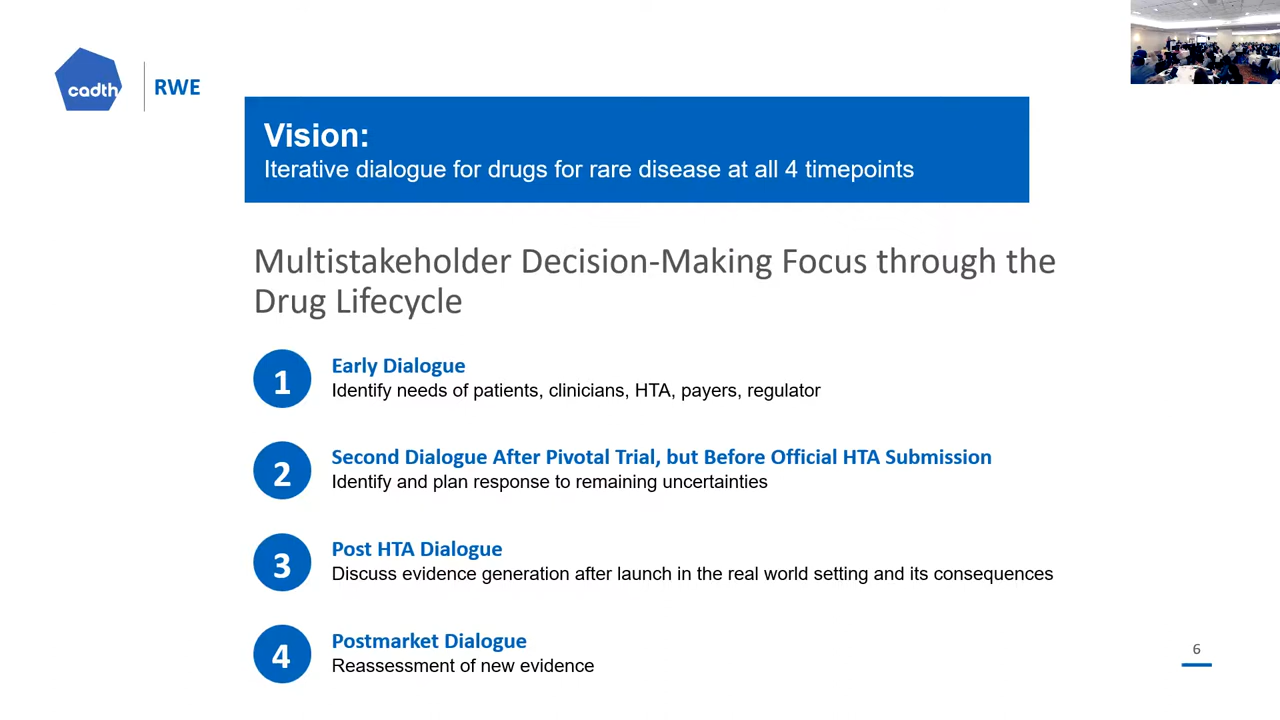 cadth
RWE
Vision:
Iterative dialogue for drugs for rare disease at all 4 timepoints
Multistakeholder Decision-Making Focus through the
Drug Lifecycle
1
Early Dialogue
Identify needs of patients, clinicians, HTA, payers, regulator
2
Second Dialogue After Pivotal Trial, but Before Official HTA Submission
Identify and plan response to remaining uncertainties
3
Post HTA Dialogue
Discuss evidence generation after launch in the real world setting and its consequences
4
Postmarket Dialogue
Reassessment of new evidence
6